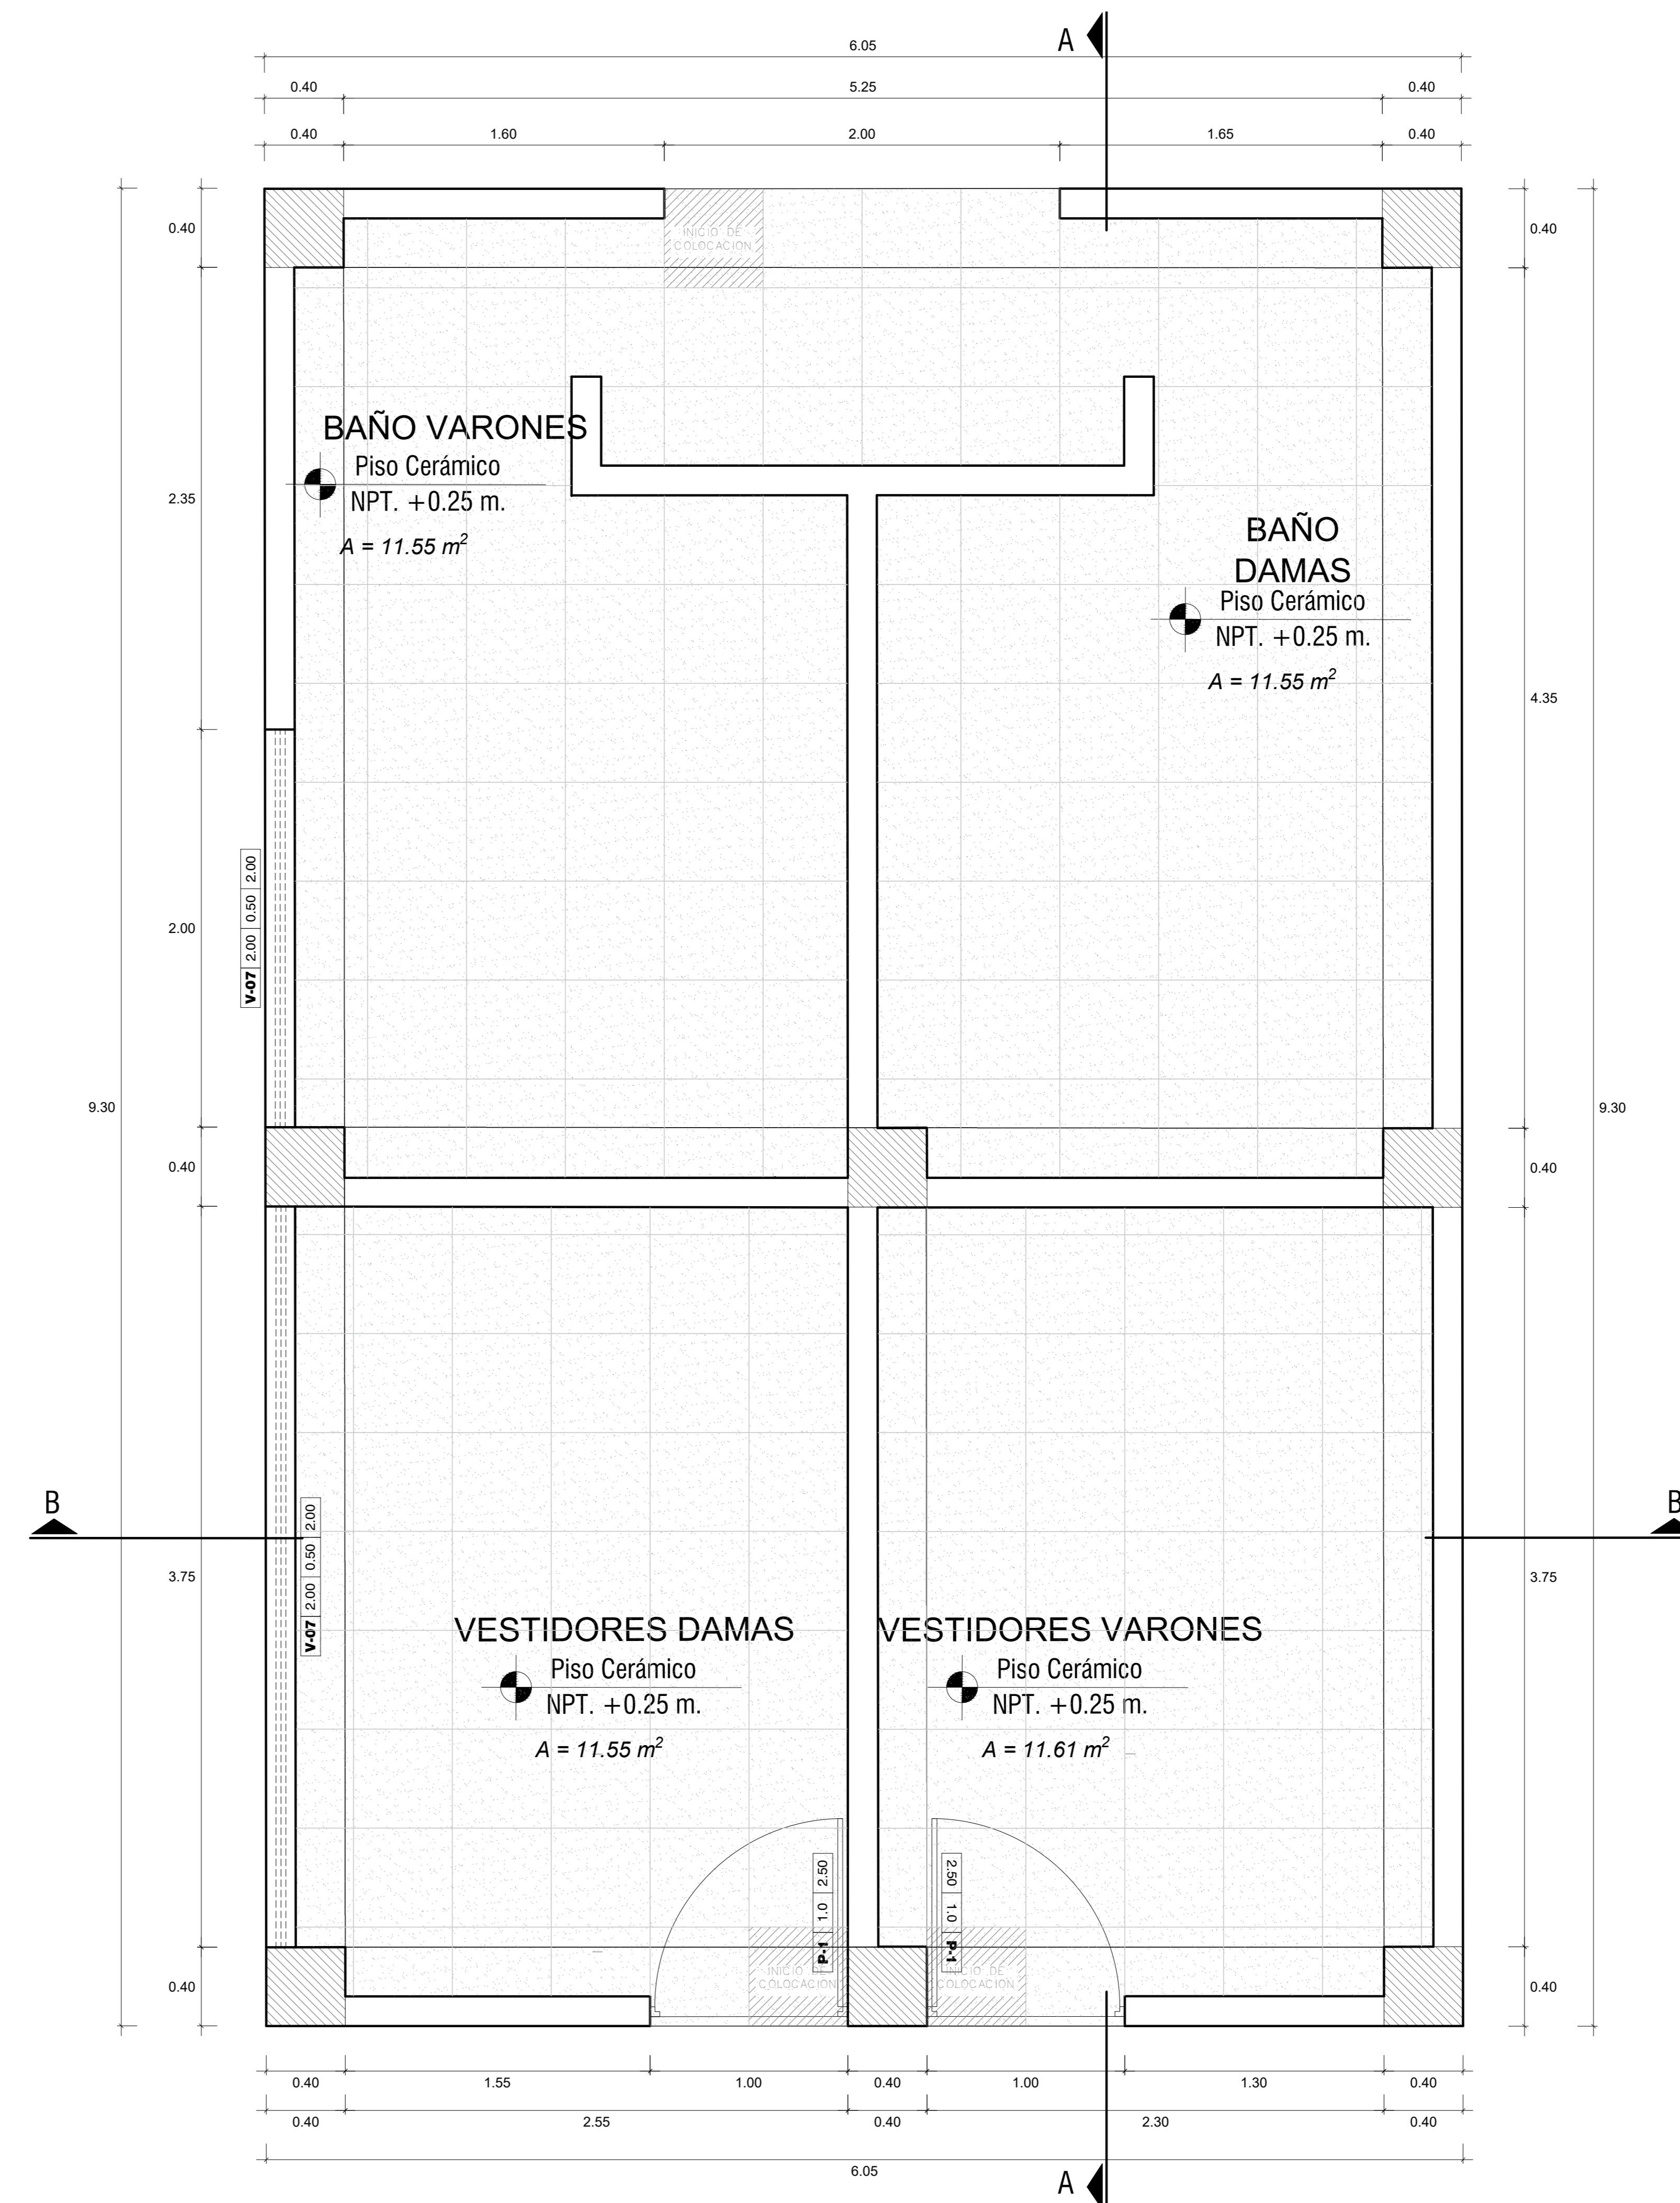 A
6.05
0.40
5.25
0.40
0.40
1.60
2.00
1.65
0.40
0.40
INICIO DE
COLOCACION
0.40
BAÑO VARONES
Piso Cerámico
NPT. +0.25 m.
A = 11.55 m²
2.35
BAÑO
DAMAS
Piso Cerámico
NPT. +0.25 m.
A = 11.55 m²
4.35
V-07 2.00 0.50 2.00
2.00
9.30
9.30
0.40
0.40
B
B
V-07 2.00 0.50 2.00
3.75
3.75
VESTIDORES DAMAS
Piso Cerámico
NPT. +0.25 m.
A = 11.55 m²
VESTIDORES VARONES
Piso Cerámico
NPT. +0.25 m.
A = 11.61 m²
P-1 1.0 2.50
2.50 1.0 P-1
INICIO DE
COLOCACION
INICIO DE
COLOCACION
0.40
0.40
0.40
1.55
1.00
0.40
1.00
1.30
0.40
0.40
2.55
0.40
2.30
0.40
6.05
A